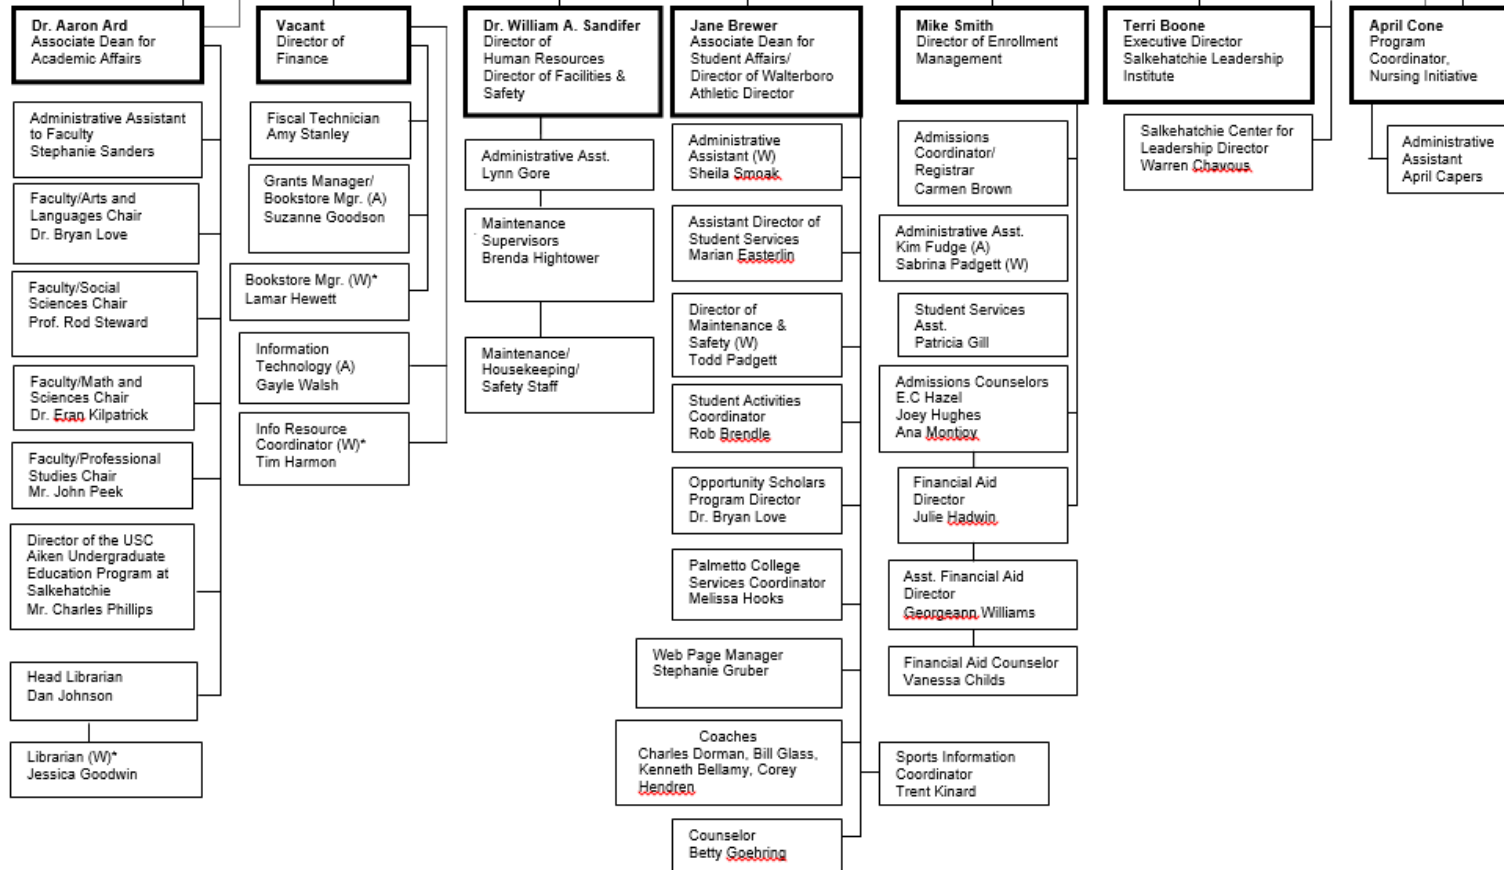 Dr. Aaron Ard
Associate Dean for
Academic Affairs
Administrative Assistant
to Faculty
Stephanie Sanders
Faculty/Arts and
Languages Chair
Dr. Bryan Love
Faculty/Social
Sciences Chair
Prof. Rod Steward
Faculty/Math and
Sciences Chair
Dr. Eran Kilpatrick
Faculty/Professional
Studies Chair
Mr. John Peek
Director of the USC
Aiken Undergraduate
Education Program at
Salkehatchie
Mr. Charles Phillips
Head Librarian
Dan Johnson
Librarian (W)*
Jessica Goodwin
Vacant
Director of
Finance
Fiscal Technician
Amy Stanley
Grants Manager/
Bookstore Mgr. (A)
Suzanne Goodson
Bookstore Mgr. (W)*
Lamar Hewett
Information
Technology (A)
Gayle Walsh
Info Resource
Coordinator (W)*
Tim Harmon
Dr. William A. Sandifer
Director of
Human Resources
Director of Facilities &
Safety
Administrative Asst.
Lynn Gore
Maintenance
Supervisors
Brenda Hightower
Maintenance/
Housekeeping/
Safety Staff
Jane Brewer
Associate Dean for
Student Affairs/
Director of Walterboro
Athletic Director
Administrative
Assistant (W)
Sheila Smoak
Assistant Director of
Student Services
Marian Easterlin
Director of
Maintenance &
Safety (W)
Todd Padgett
Student Activities
Coordinator
Rob Brendle
Opportunity Scholars
Program Director
Dr. Bryan Love
Palmetto College
Services Coordinator
Melissa Hooks
Web Page Manager
Stephanie Gruber
Coaches
Charles Dorman, Bill Glass,
Kenneth Bellamy, Corey
Hendren
Counselor
Betty Goehring
Mike Smith
Director of Enrollment
Management
Admissions
Coordinator/
Registrar
Carmen Brown
Administrative Asst.
Kim Fudge (A)
Sabrina Padgett (W)
Student Services
Asst.
Patricia Gill
Admissions Counselors
E.C Hazel
Joey Hughes
Ana Montjoy
Financial Aid
Director
Julie Hadwin
Asst. Financial Aid
Director
Georgeann Williams
Financial Aid Counselor
Vanessa Childs
Sports Information
Coordinator
Trent Kinard
Terri Boone
Executive Director
Salkehatchie Leadership
Institute
Salkehatchie Center for
Leadership Director
Warren Chavous
April Cone
Program
Coordinator,
Nursing Initiative
Administrative
Assistant
April Capers